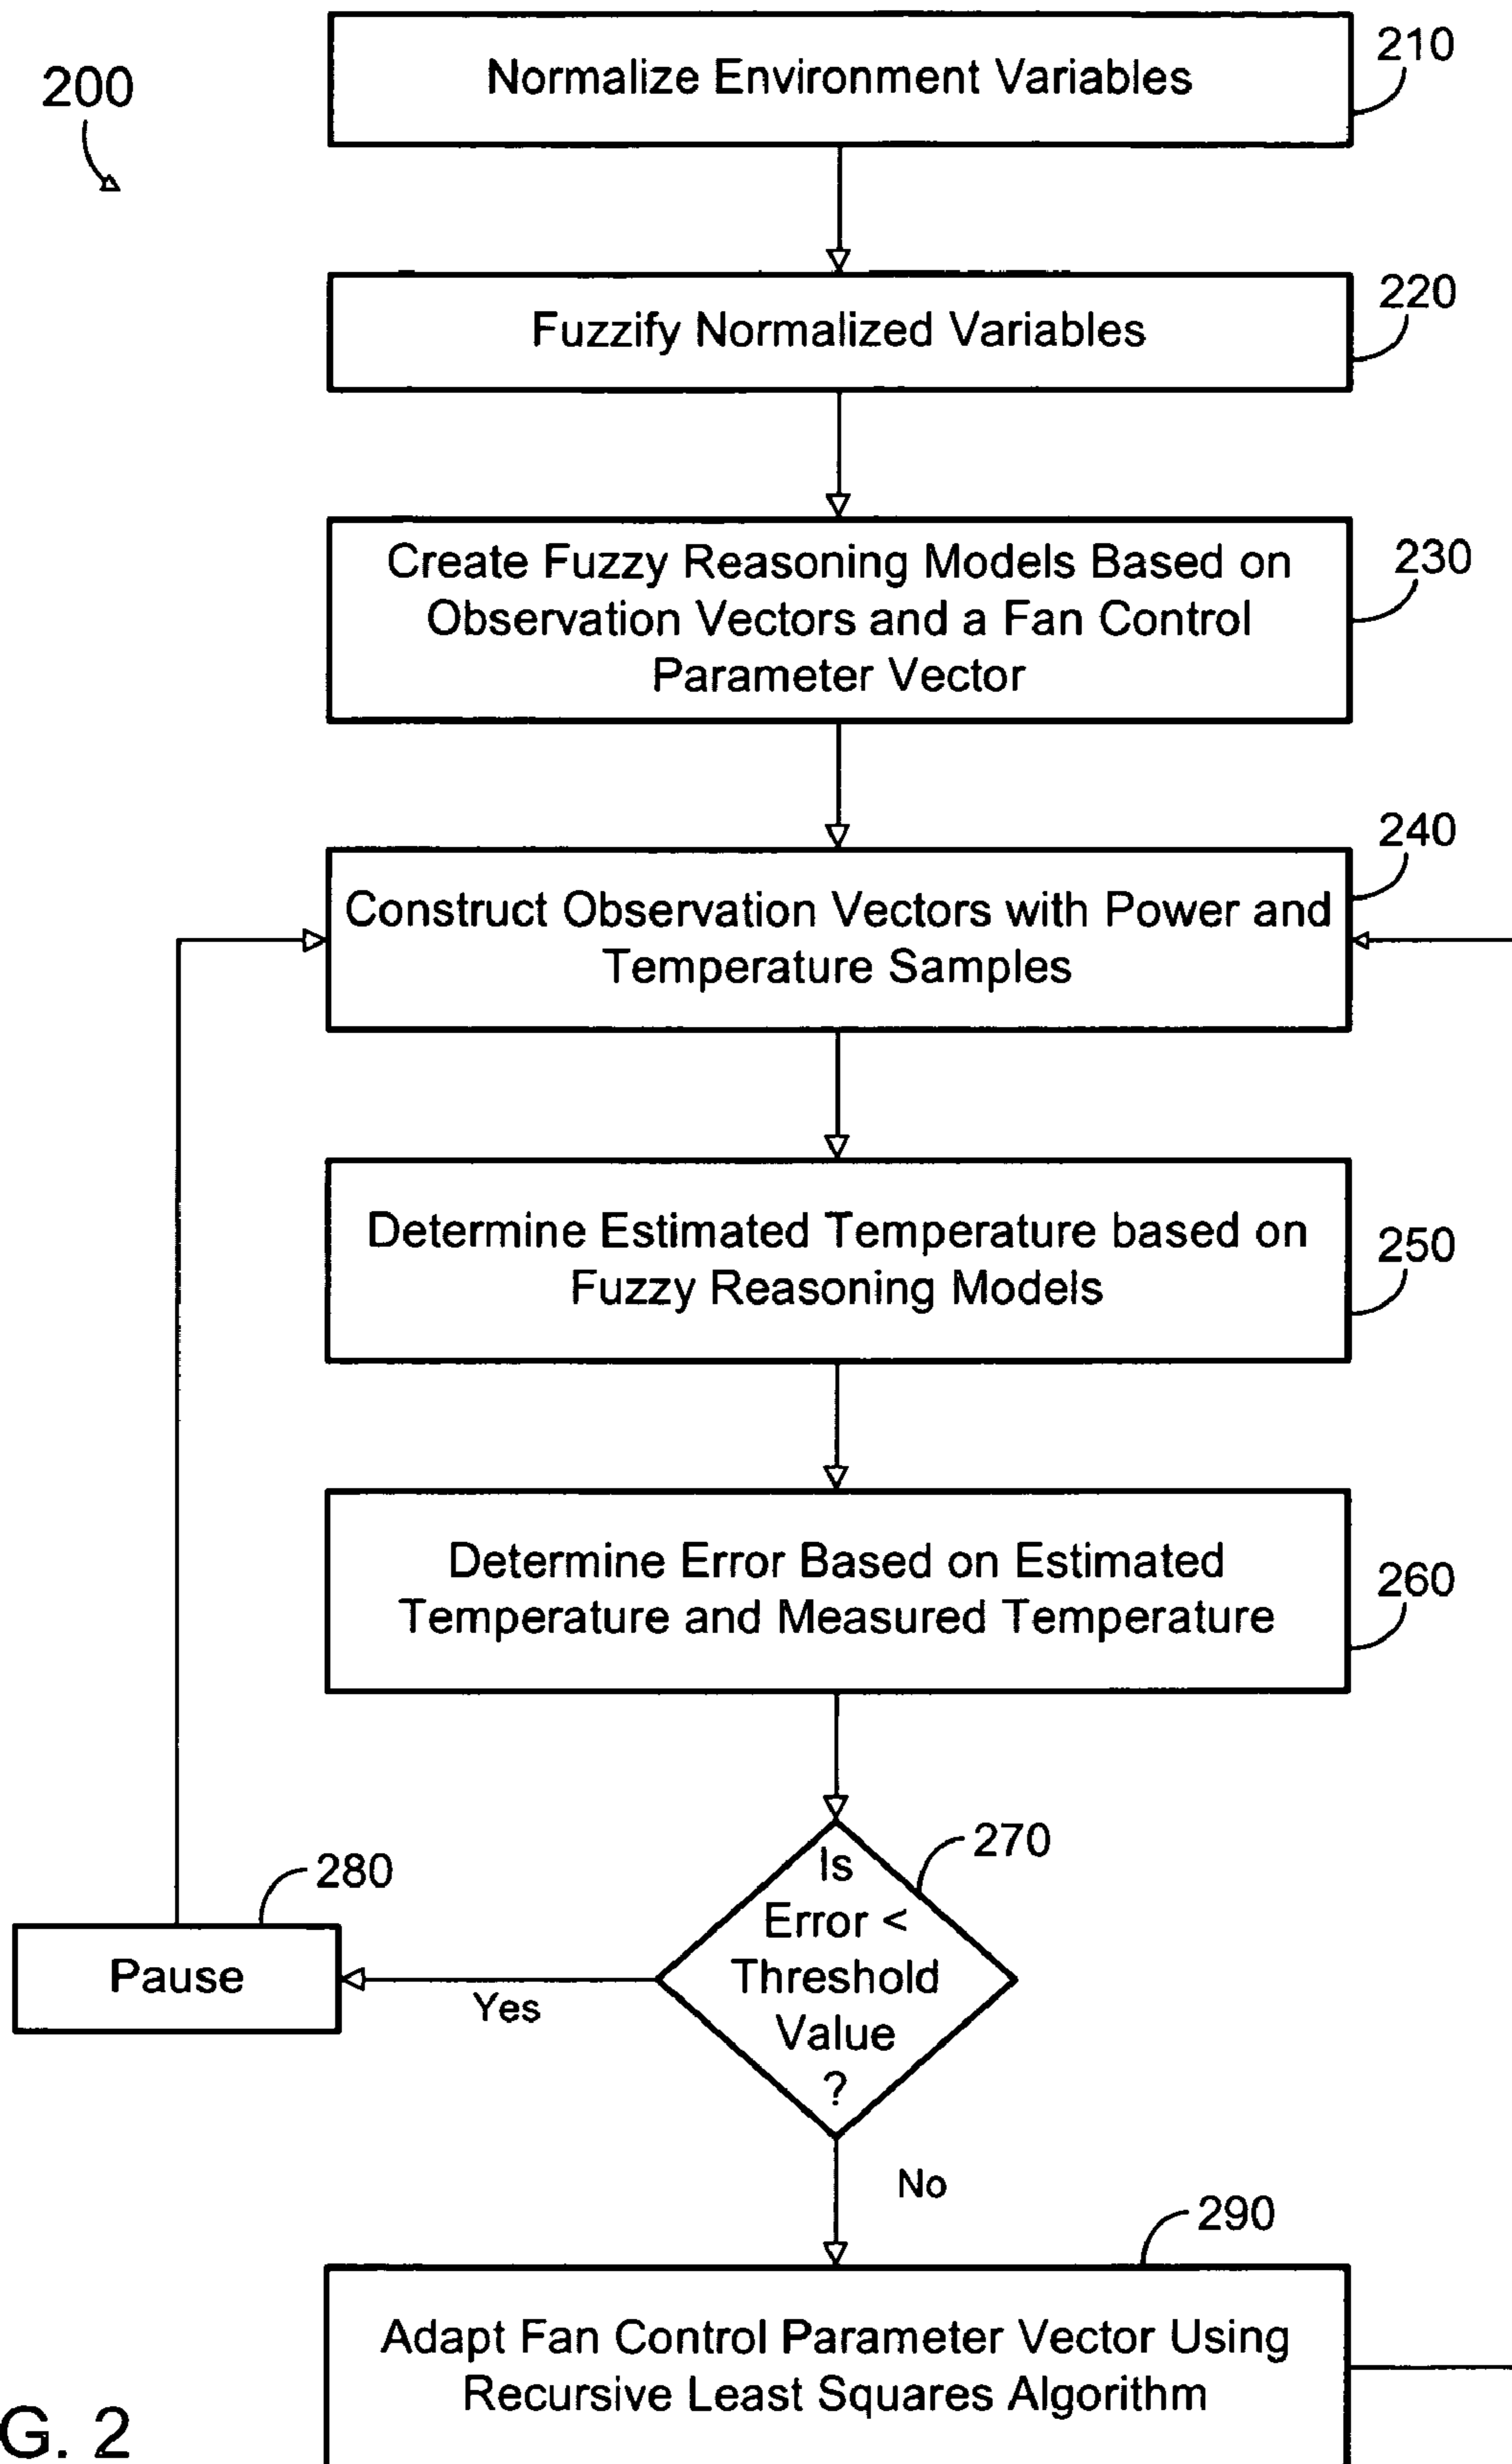 200
Normalize Environment Variables
210
Fuzzify Normalized Variables
220
Create Fuzzy Reasoning Models Based on
Observation Vectors and a Fan Control
Parameter Vector
230
Construct Observation Vectors with Power and
Temperature Samples
240
Determine Estimated Temperature based on
Fuzzy Reasoning Models
250
Determine Error Based on Estimated
Temperature and Measured Temperature
260
Is
Error <
Threshold
Value
?
270
Yes
280
Pause
No
290
Adapt Fan Control Parameter Vector Using
Recursive Least Squares Algorithm
G. 2